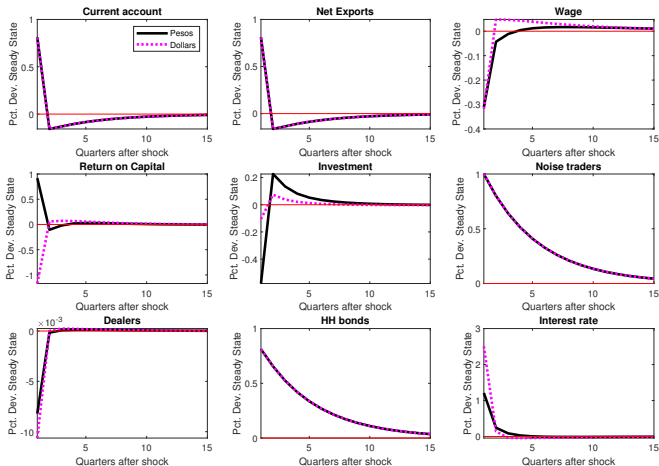 Current account
Net Exports
Wage
Pesos
Dollars
Pct. Dev. Steady State
1
0.5
0
5
10
15
Quarters after shock
Pct. Dev. Steady State
1
0.5
0
5
10
15
Quarters after shock
Pct. Dev. Steady State
0
-0.1
-0.2
-0.3
-0.4
5
10
15
Quarters after shock
Return on Capital
Investment
Noise traders
Pct. Dev. Steady State
1
0.5
0
-0.5
-1
5
10
15
Quarters after shock
Pct. Dev. Steady State
0.2
0
-0.2
-0.4
5
10
15
Quarters after shock
Pct. Dev. Steady State
1
0.5
0
5
10
15
Quarters after shock
Dealers
HH bonds
Interest rate
×10-3
Pct. Dev. Steady State
0
-5
-10
5
10
15
Quarters after shock
Pct. Dev. Steady State
1
0.5
0
5
10
15
Quarters after shock
Pct. Dev. Steady State
3
2
1
0
5
10
15
Quarters after shock